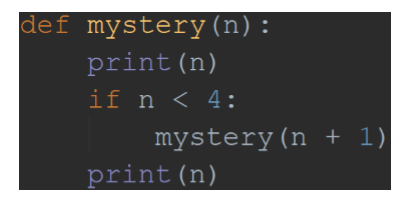 def mystery(n):
    print(n)
    if n < 4:
        mystery(n + 1)
    print(n)